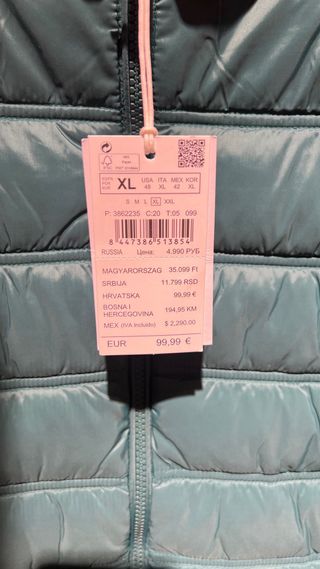 FSC
XL
USA ITA MEX KOR
48 XL 42 XL
S M L XL XXL
P: 3862235 C:20 T:05 099
8 447386 513854
RUSSIA Цена: 4.990 РУБ
MAGYARORSZAG 35.099 Ft
SRBIJA 11.799 RSD
HRVATSKA 99,99 €
BOSNA I
HERCEGOVINA 194,95 KM
MEX (IVA Incluido) $ 2,290.00
EUR 99,99 €